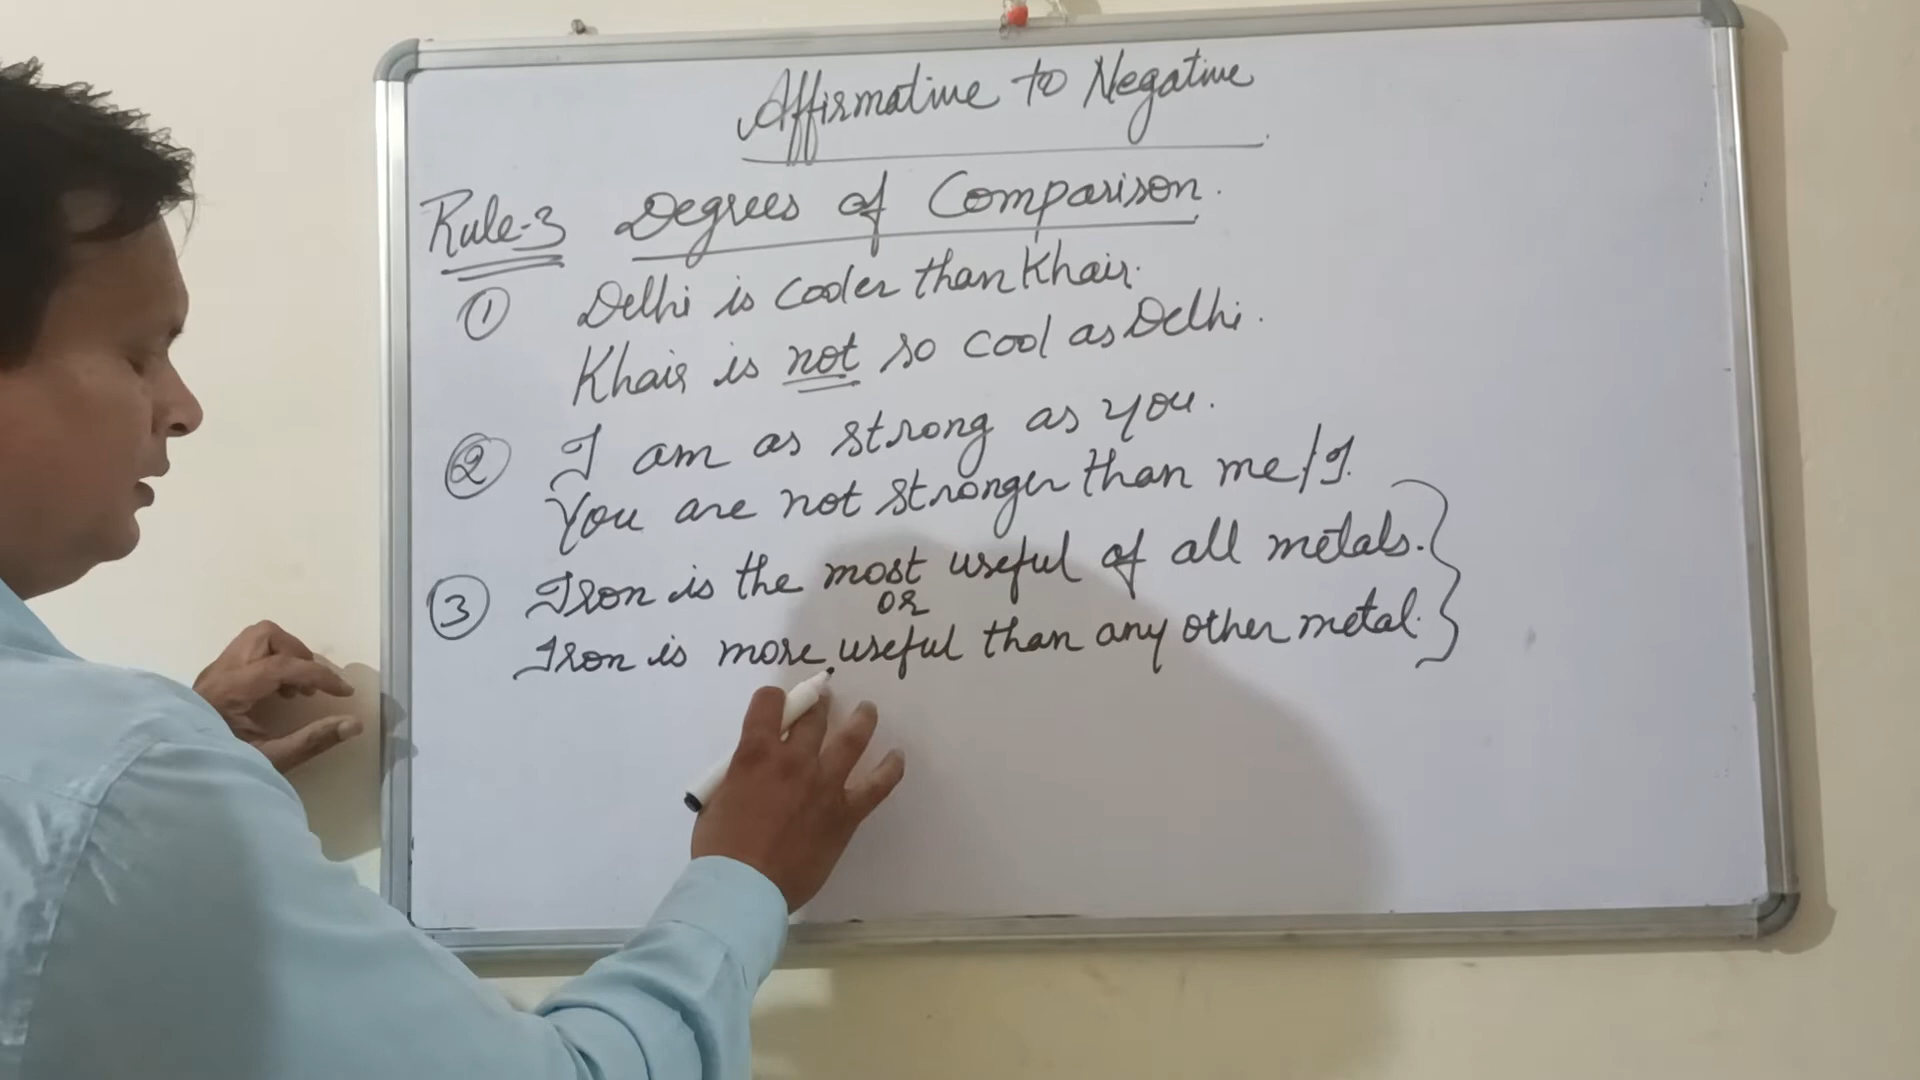 Affirmative to Negative
Rule-3 Degrees of Comparison.
① Delhi is cooler than Khair.
Khair is not so cool as Delhi.
② I am as strong as you.
You are not stronger than me/I.
③ Iron is the most useful of all metals.
OR
Iron is more useful than any other metal.